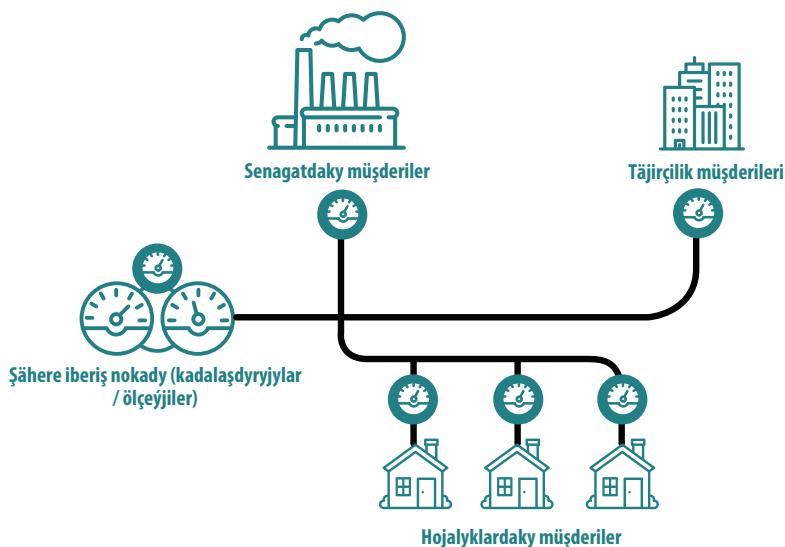 Senagatdaky müşderiler
Täjirçilik müşderileri
Şähere iberiş nokady (kadalaşdyryjylar
/ ölçeýjiler)
Hojalyklardaky müşderiler